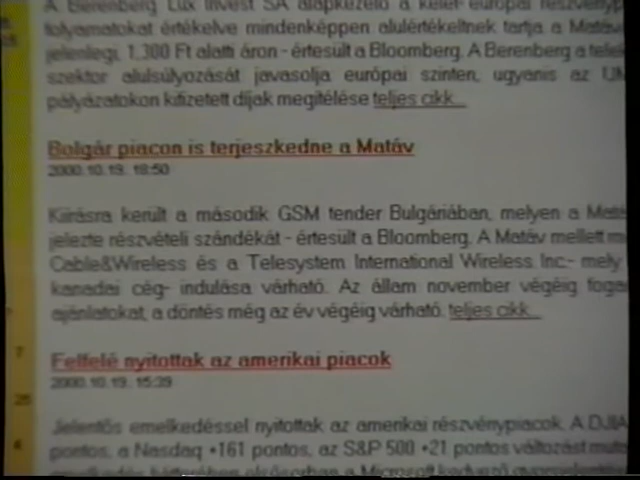 A Berenberg Lux Invest SA alapkezelő a kelet-európai
folyamatokat értékelve mindenképpen alulértékeltnek tartja a Matáv
jelenlegi, 1.300 Ft alatti áron - értesült a Bloomberg. A Berenberg a
szektor alulsúlyozását javasolja európai szinten, ugyanis az
pályázatokon kifizetett díjak megítélése teljes cikk...
Bolgár piacon is terjeszkedne a Matáv
2000.10.19. 18:50
Kiírásra került a második GSM tender Bulgáriában, melyen a
jelezte részvételi szándékát - értesült a Bloomberg. A Matáv mellett
Cable&Wireless és a Telesystem International Wireless Inc.- mely
kanadai cég- indulása várható. Az állam november végéig
ajánlatokat, a döntés még az év végéig várható. teljes cikk...
Felfelé nyitottak az amerikai piacok
2000.10.19. 15:39
7
Jelentős emelkedéssel nyitottak az amerikai részvénypiacok. A DJIA
pontos, a Nasdaq +161 pontos, az S&P 500 +21 pontos változást
a Microsoft kedvező